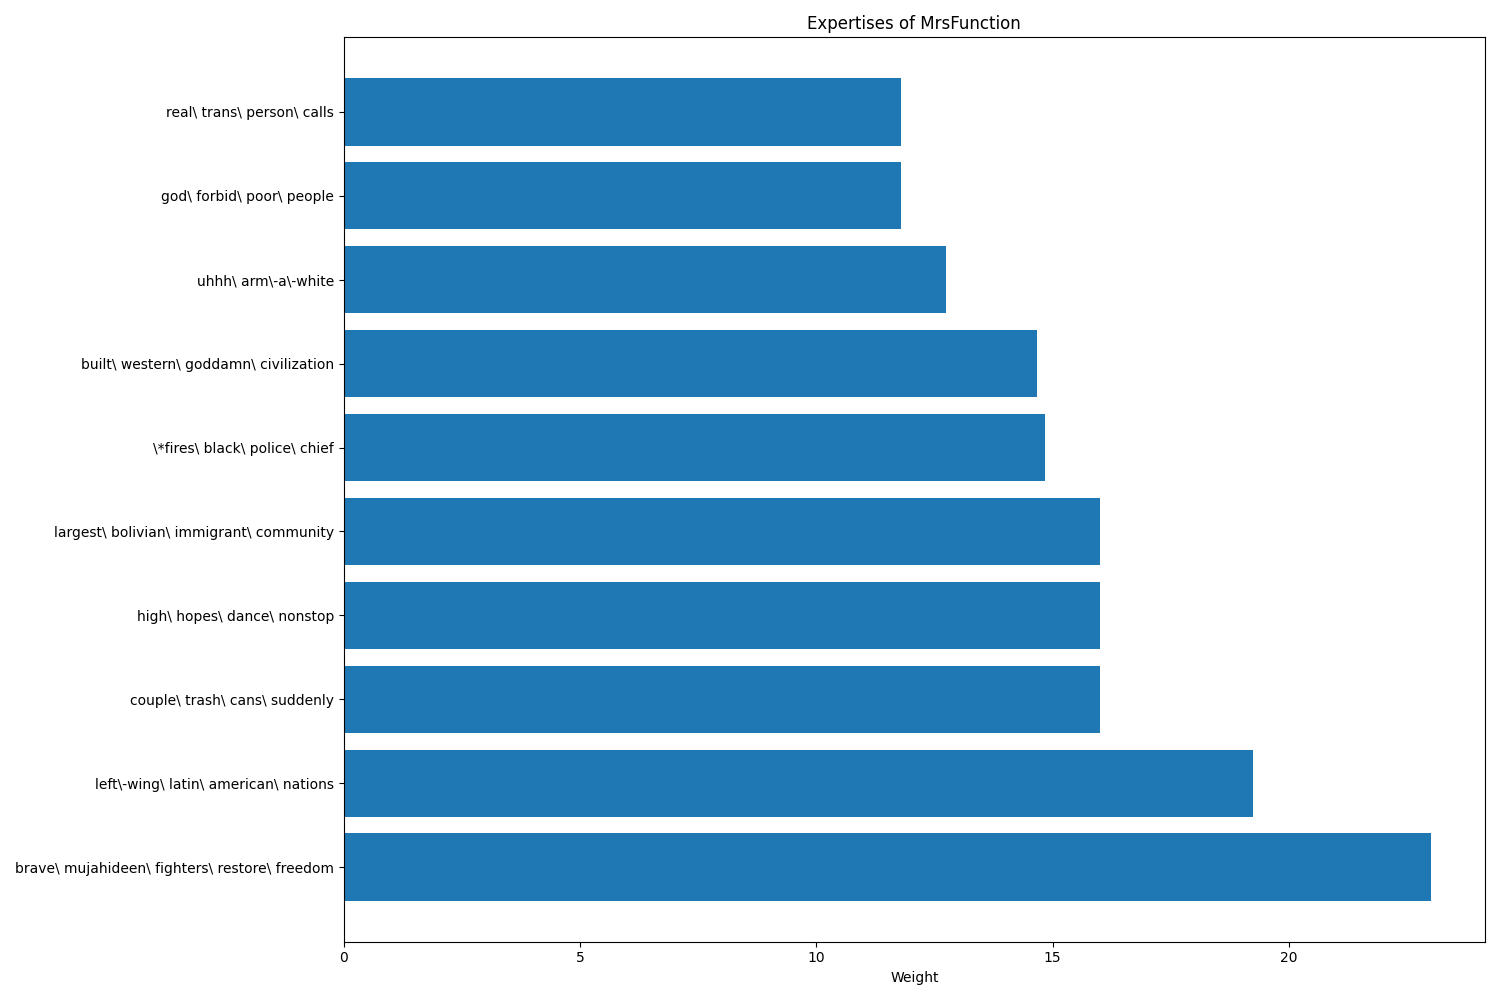 Expertises of MrsFunction
real\ trans\ person\ calls
god\ forbid\ poor\ people
uhhh\ arm\-a\-white
built\ western\ goddamn\ civilization
\*fires\ black\ police\ chief
largest\ bolivian\ immigrant\ community
high\ hopes\ dance\ nonstop
couple\ trash\ cans\ suddenly
left\-wing\ latin\ american\ nations
brave\ mujahideen\ fighters\ restore\ freedom
0 5 10 15 20
Weight